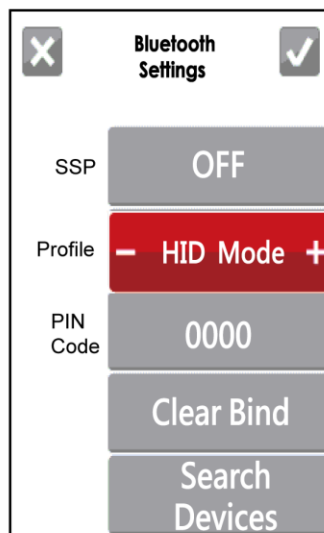 Bluetooth
Settings
SSP
OFF
Profile
- HID Mode +
PIN
Code
0000
Clear Bind
Search
Devices